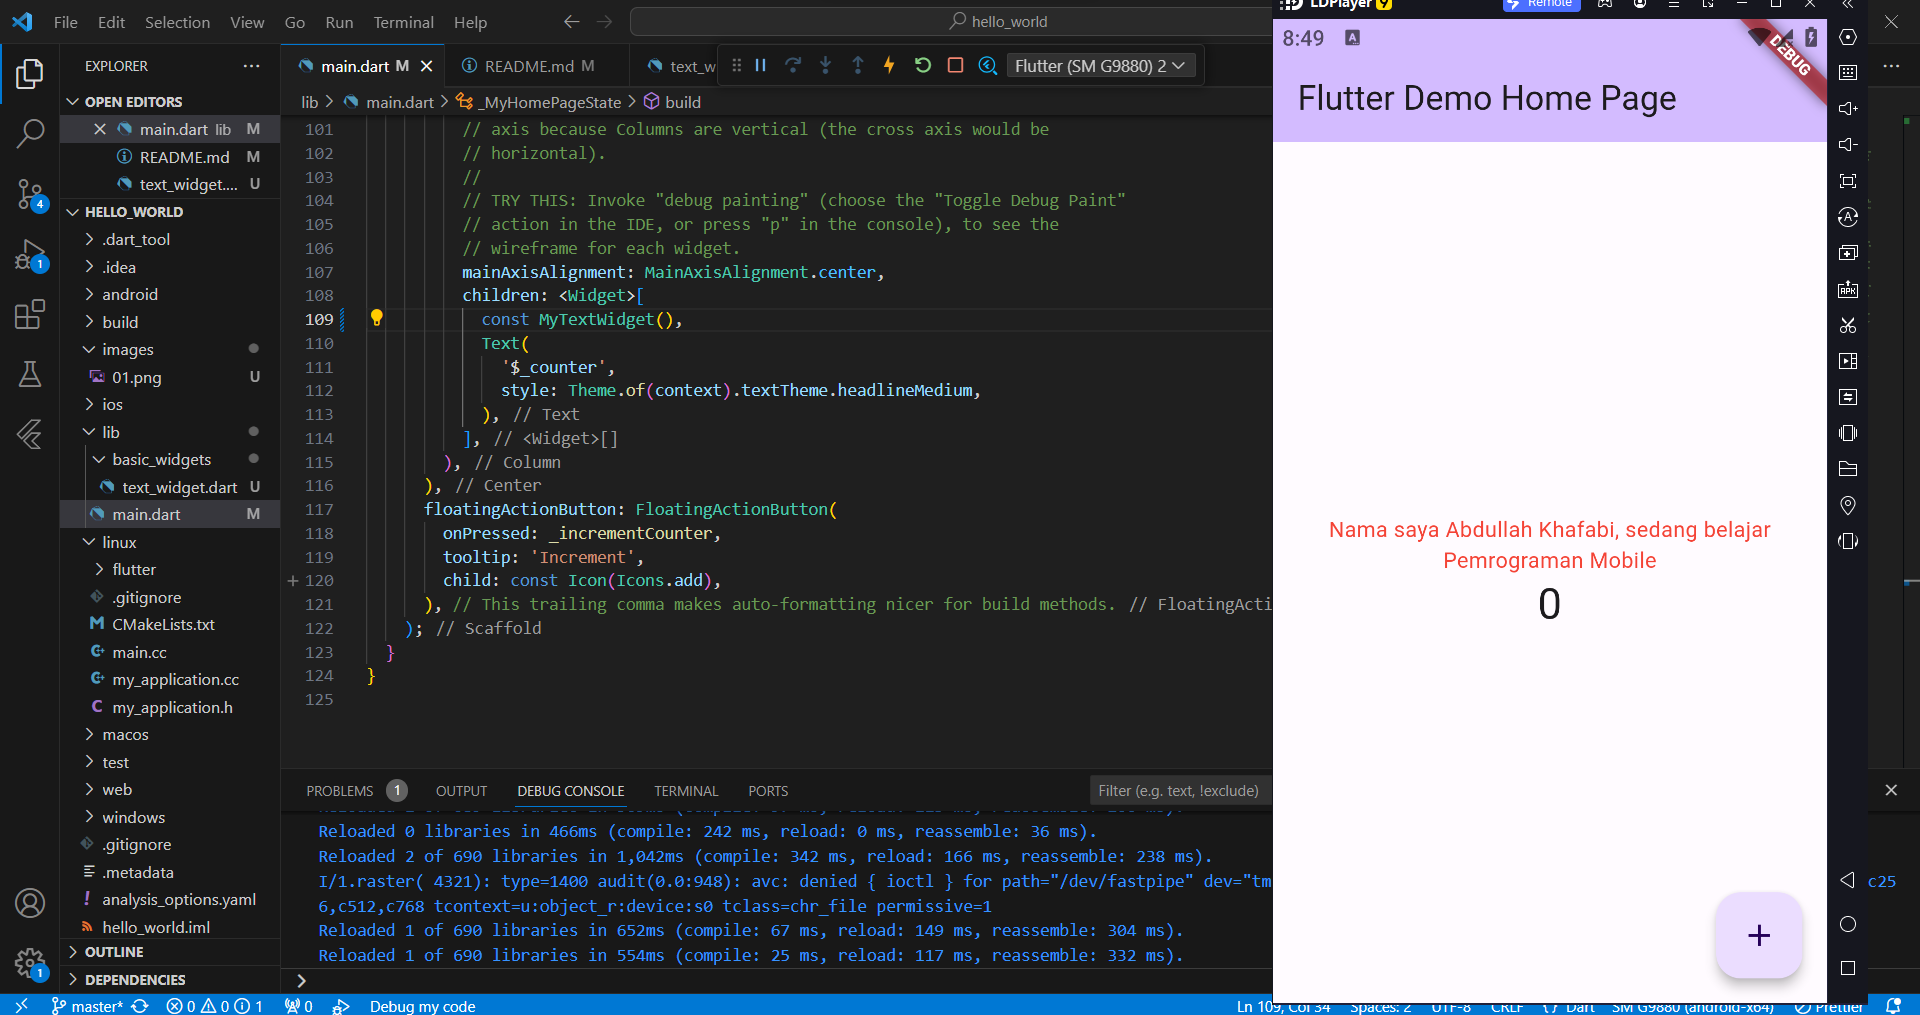 File Edit Selection View Go Run Terminal Help
hello_world
EXPLORER
OPEN EDITORS
main.dart lib M
README.md M
text_widget.... U
HELLO_WORLD
.dart_tool
.idea
android
build
images
01.png U
ios
lib
basic_widgets
text_widget.dart U
main.dart M
linux
flutter
.gitignore
CMakeLists.txt
main.cc
my_application.cc
my_application.h
macos
test
web
windows
.gitignore
.metadata
analysis_options.yaml
hello_world.iml
OUTLINE
DEPENDENCIES
4
1
1
main.dart M
README.md M
text_w
Flutter (SM G9880) 2
lib > main.dart > _MyHomePageState > build
101 // axis because Columns are vertical (the cross axis would be
102 // horizontal).
103 //
104 // TRY THIS: Invoke "debug painting" (choose the "Toggle Debug Paint"
105 // action in the IDE, or press "p" in the console), to see the
106 // wireframe for each widget.
107 mainAxisAlignment: MainAxisAlignment.center,
108 children: <Widget>[
109 const MyTextWidget(),
110 Text(
111 '$_counter',
112 style: Theme.of(context).textTheme.headlineMedium,
113 ), // Text
114 ], // <Widget>[]
115 ), // Column
116 ), // Center
117 floatingActionButton: FloatingActionButton(
118 onPressed: _incrementCounter,
119 tooltip: 'Increment',
120 child: const Icon(Icons.add),
121 ), // This trailing comma makes auto-formatting nicer for build methods. // FloatingActi
122 ); // Scaffold
123 }
124 }
125
PROBLEMS 1 OUTPUT DEBUG CONSOLE TERMINAL PORTS
Filter (e.g. text, !exclude)
Reloaded 0 libraries in 466ms (compile: 242 ms, reload: 0 ms, reassemble: 36 ms).
Reloaded 2 of 690 libraries in 1,042ms (compile: 342 ms, reload: 166 ms, reassemble: 238 ms).
I/1.raster( 4321): type=1400 audit(0.0:948): avc: denied { ioctl } for path="/dev/fastpipe" dev="tm
c25
6,c512,c768 tcontext=u:object_r:device:s0 tclass=chr_file permissive=1
Reloaded 1 of 690 libraries in 652ms (compile: 67 ms, reload: 149 ms, reassemble: 304 ms).
Reloaded 1 of 690 libraries in 554ms (compile: 25 ms, reload: 117 ms, reassemble: 332 ms).
master* 0 0 1 0 Debug my code
Ln 109, Col 34 Spaces: 2 UTF-8 CRLF {} Dart SM G9880 (android-x64) Prettier
LDPlayer 9
Remote
8:49
A
DEBUG
Flutter Demo Home Page
Nama saya Abdullah Khafabi, sedang belajar
Pemrograman Mobile
0
+
APK